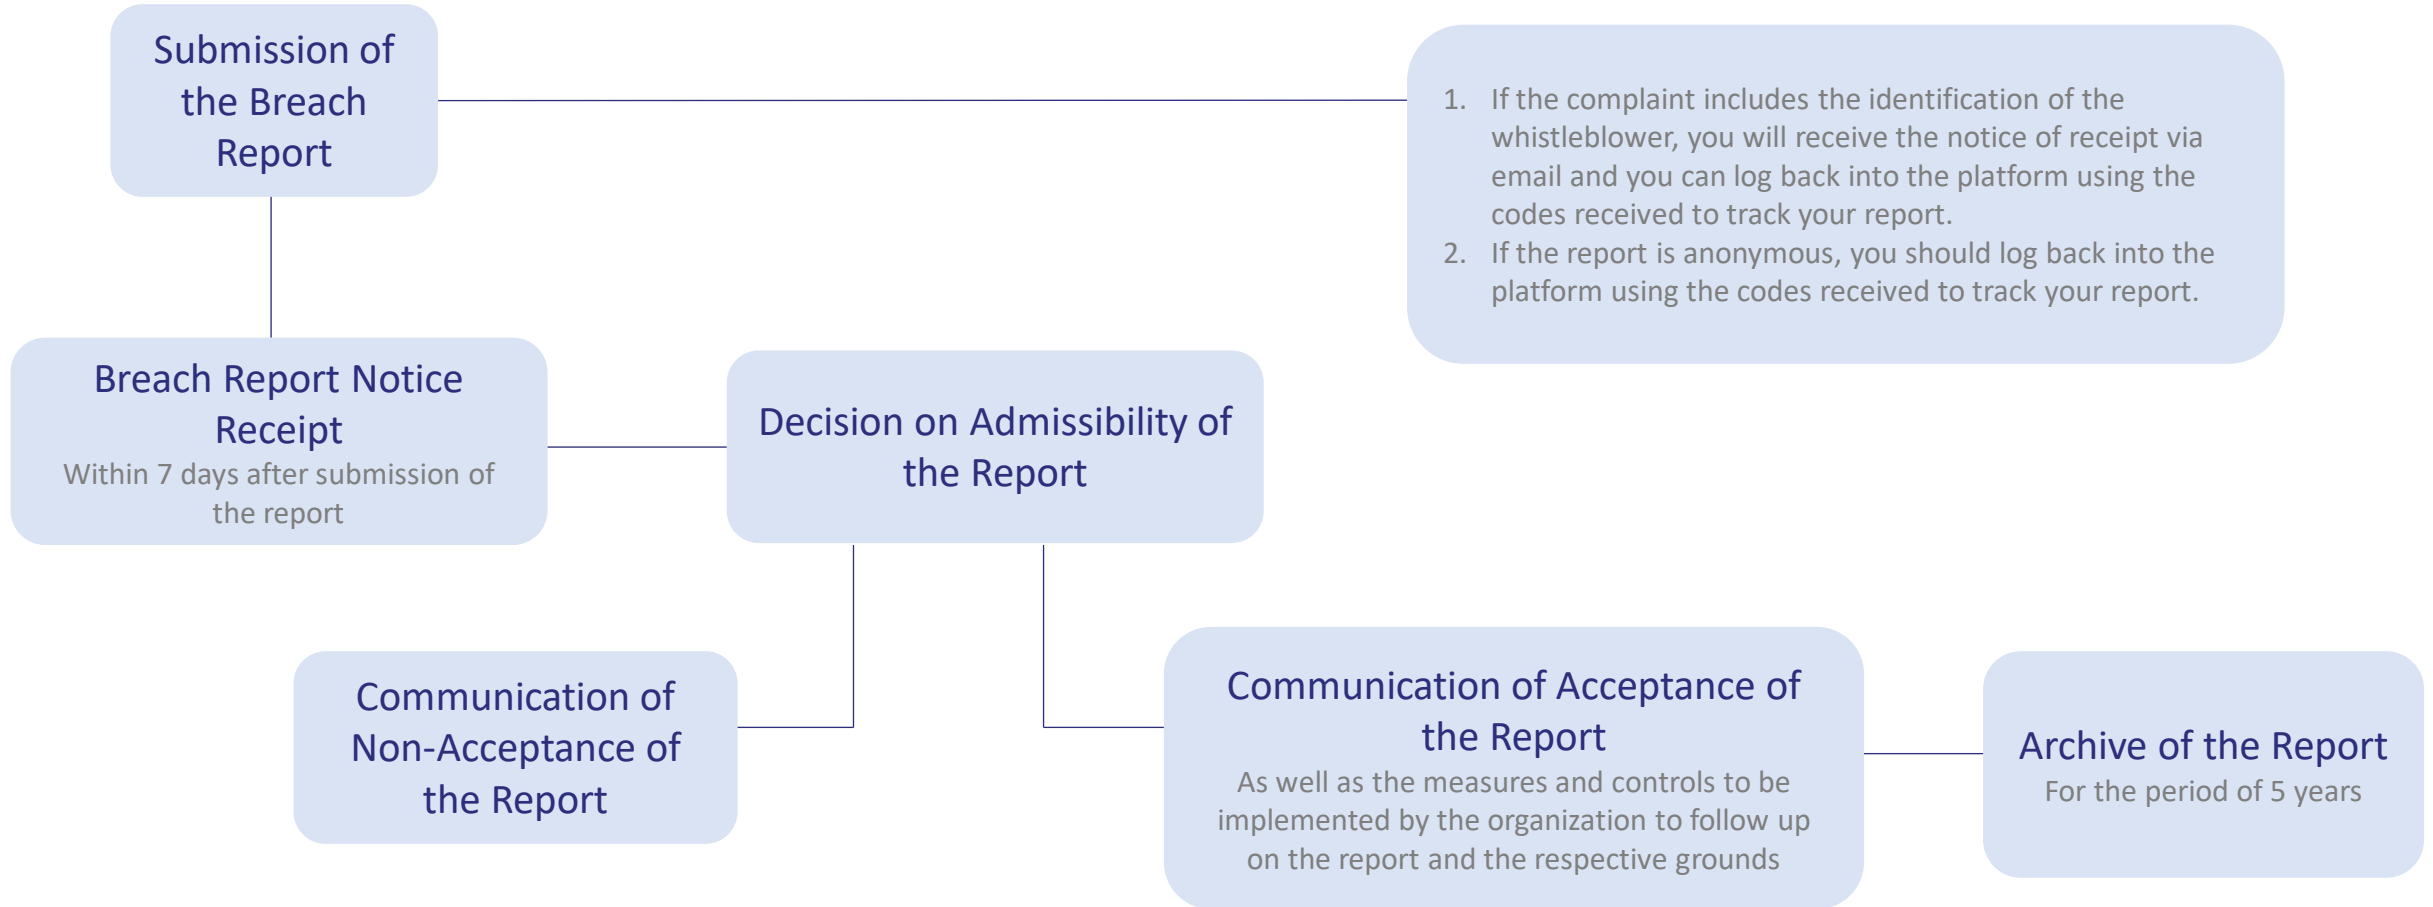 Submission of
the Breach
Report
1. If the complaint includes the identification of the
whistleblower, you will receive the notice of receipt via
email and you can log back into the platform using the
codes received to track your report.
2. If the report is anonymous, you should log back into the
platform using the codes received to track your report.
Breach Report Notice
Receipt
Within 7 days after submission of
the report
Decision on Admissibility of
the Report
Communication of
Non-Acceptance of
the Report
Communication of Acceptance of
the Report
As well as the measures and controls to be
implemented by the organization to follow up
on the report and the respective grounds
Archive of the Report
For the period of 5 years